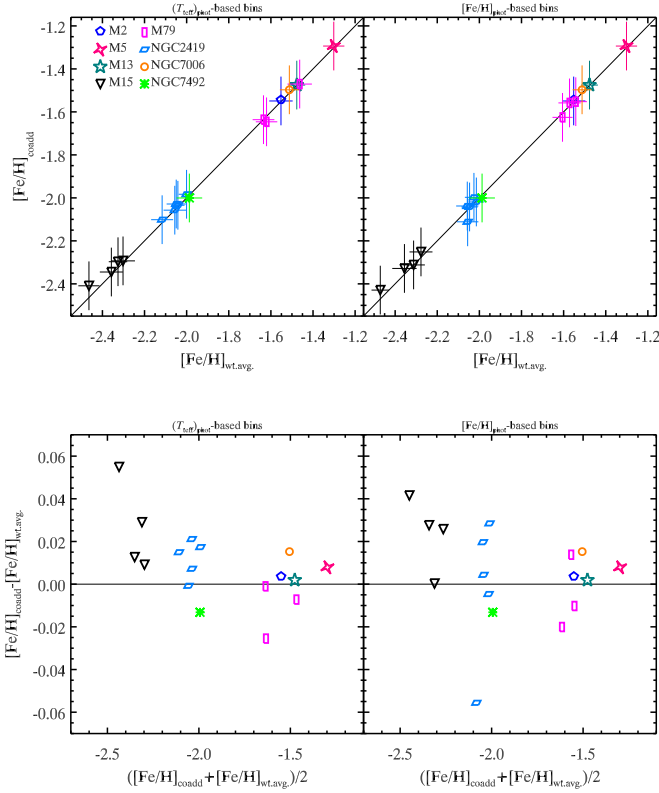 (Teff)phot-based bins [Fe/H]phot-based bins
M2 M79
M5 NGC2419
M13 NGC7006
M15 NGC7492
[Fe/H]coadd
-1.2
-1.4
-1.6
-1.8
-2.0
-2.2
-2.4
-2.4 -2.2 -2.0 -1.8 -1.6 -1.4 -1.2 -2.4 -2.2 -2.0 -1.8 -1.6 -1.4 -1.2
[Fe/H]wt.avg. [Fe/H]wt.avg.
(Teff)phot-based bins [Fe/H]phot-based bins
[Fe/H]coadd-[Fe/H]wt.avg.
0.06
0.04
0.02
0.00
-0.02
-0.04
-0.06
-2.5 -2.0 -1.5 -2.5 -2.0 -1.5
([Fe/H]coadd+[Fe/H]wt.avg.)/2 ([Fe/H]coadd+[Fe/H]wt.avg.)/2